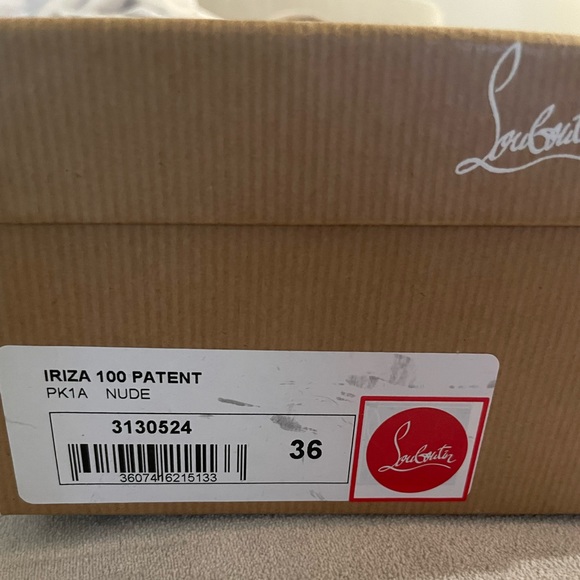 Louboutin
IRIZA 100 PATENT
PK1A NUDE
3130524
36
3607416215133
Louboutin